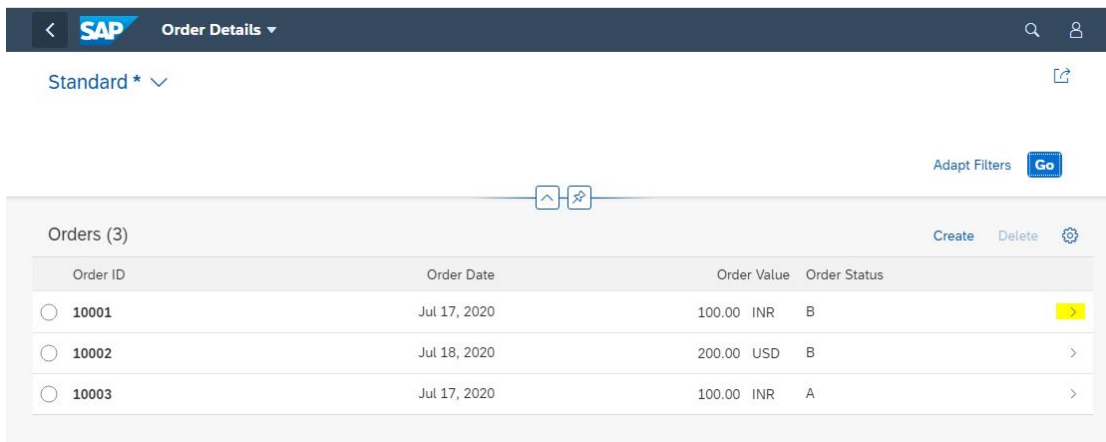 SAP Order Details
Standard *
Adapt Filters Go
Orders (3) Create Delete
Order ID Order Date Order Value Order Status
10001 Jul 17, 2020 100.00 INR B
10002 Jul 18, 2020 200.00 USD B
10003 Jul 17, 2020 100.00 INR A